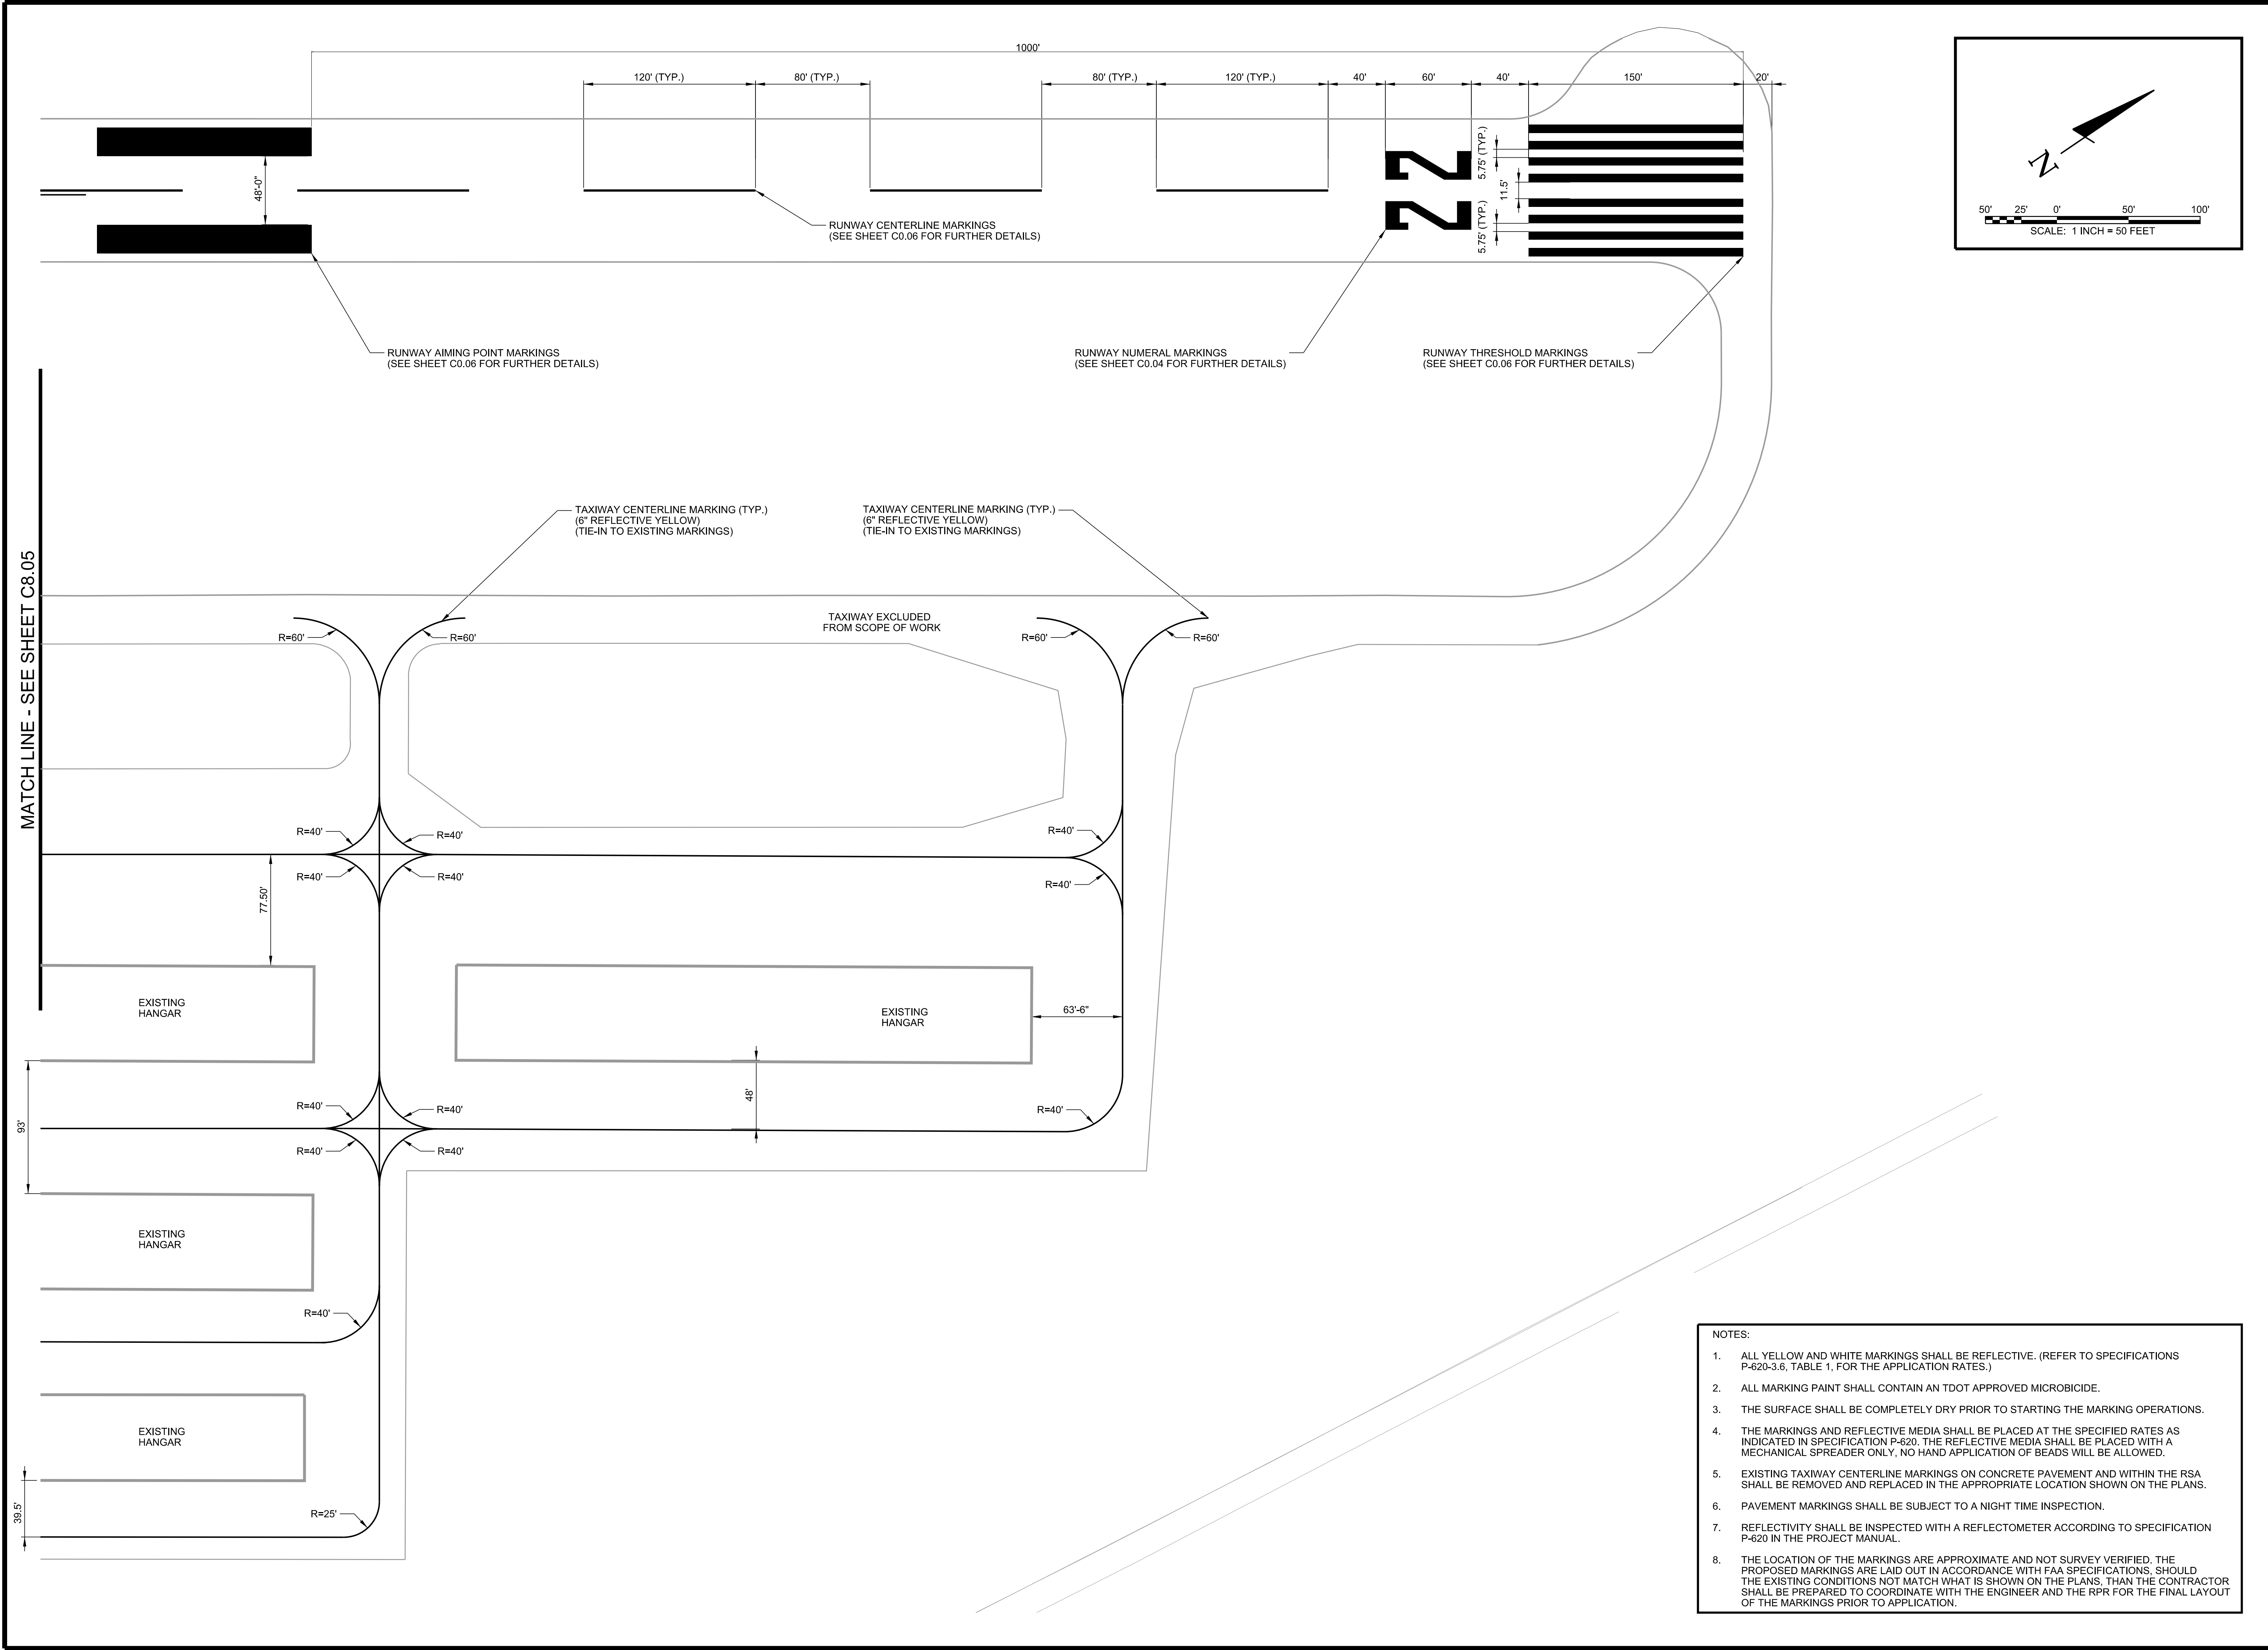 1000'
120' (TYP.)
80' (TYP.)
80' (TYP.)
120' (TYP.)
40'
60'
40'
150'
20'
48'-0"
22
5.75' (TYP.)
11.5'
5.75' (TYP.)
RUNWAY CENTERLINE MARKINGS
(SEE SHEET C0.06 FOR FURTHER DETAILS)
RUNWAY AIMING POINT MARKINGS
(SEE SHEET C0.06 FOR FURTHER DETAILS)
RUNWAY NUMERAL MARKINGS
(SEE SHEET C0.04 FOR FURTHER DETAILS)
RUNWAY THRESHOLD MARKINGS
(SEE SHEET C0.06 FOR FURTHER DETAILS)
N
50' 25' 0' 50' 100'
SCALE: 1 INCH = 50 FEET
MATCH LINE - SEE SHEET C8.05
TAXIWAY CENTERLINE MARKING (TYP.)
(6" REFLECTIVE YELLOW)
(TIE-IN TO EXISTING MARKINGS)
TAXIWAY CENTERLINE MARKING (TYP.)
(6" REFLECTIVE YELLOW)
(TIE-IN TO EXISTING MARKINGS)
TAXIWAY EXCLUDED
FROM SCOPE OF WORK
R=60'
R=60'
R=60'
R=60'
R=40'
R=40'
R=40'
R=40'
R=40'
R=40'
77.50'
EXISTING
HANGAR
EXISTING
HANGAR
63'-6"
48'
93'
R=40'
R=40'
R=40'
R=40'
R=40'
EXISTING
HANGAR
R=40'
EXISTING
HANGAR
39.5'
R=25'
NOTES:
1. ALL YELLOW AND WHITE MARKINGS SHALL BE REFLECTIVE. (REFER TO SPECIFICATIONS
P-620-3.6, TABLE 1, FOR THE APPLICATION RATES.)
2. ALL MARKING PAINT SHALL CONTAIN AN TDOT APPROVED MICROBICIDE.
3. THE SURFACE SHALL BE COMPLETELY DRY PRIOR TO STARTING THE MARKING OPERATIONS.
4. THE MARKINGS AND REFLECTIVE MEDIA SHALL BE PLACED AT THE SPECIFIED RATES AS
INDICATED IN SPECIFICATION P-620. THE REFLECTIVE MEDIA SHALL BE PLACED WITH A
MECHANICAL SPREADER ONLY, NO HAND APPLICATION OF BEADS WILL BE ALLOWED.
5. EXISTING TAXIWAY CENTERLINE MARKINGS ON CONCRETE PAVEMENT AND WITHIN THE RSA
SHALL BE REMOVED AND REPLACED IN THE APPROPRIATE LOCATION SHOWN ON THE PLANS.
6. PAVEMENT MARKINGS SHALL BE SUBJECT TO A NIGHT TIME INSPECTION.
7. REFLECTIVITY SHALL BE INSPECTED WITH A REFLECTOMETER ACCORDING TO SPECIFICATION
P-620 IN THE PROJECT MANUAL.
8. THE LOCATION OF THE MARKINGS ARE APPROXIMATE AND NOT SURVEY VERIFIED. THE
PROPOSED MARKINGS ARE LAID OUT IN ACCORDANCE WITH FAA SPECIFICATIONS, SHOULD
THE EXISTING CONDITIONS NOT MATCH WHAT IS SHOWN ON THE PLANS, THAN THE CONTRACTOR
SHALL BE PREPARED TO COORDINATE WITH THE ENGINEER AND THE RPR FOR THE FINAL LAYOUT
OF THE MARKINGS PRIOR TO APPLICATION.